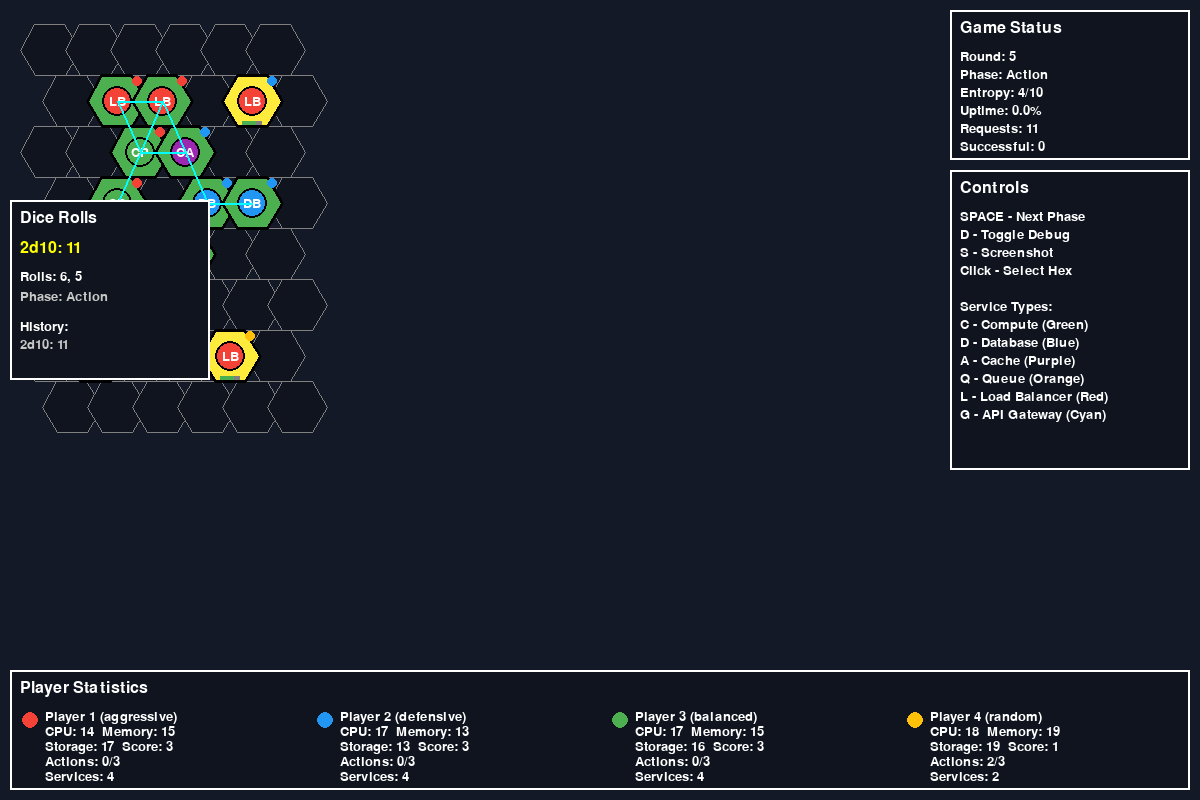 LB LB LB
CP CA
DB
LB
Dice Rolls
2d10: 11
Rolls: 6, 5
Phase: Action
History:
2d10: 11
Game Status
Round: 5
Phase: Action
Entropy: 4/10
Uptime: 0.0%
Requests: 11
Successful: 0
Controls
SPACE - Next Phase
D - Toggle Debug
S - Screenshot
Click - Select Hex
Service Types:
C - Compute (Green)
D - Database (Blue)
A - Cache (Purple)
Q - Queue (Orange)
L - Load Balancer (Red)
G - API Gateway (Cyan)
Player Statistics
Player 1 (aggressive)
CPU: 14 Memory: 15
Storage: 17 Score: 3
Actions: 0/3
Services: 4
Player 2 (defensive)
CPU: 17 Memory: 13
Storage: 13 Score: 3
Actions: 0/3
Services: 4
Player 3 (balanced)
CPU: 17 Memory: 15
Storage: 16 Score: 3
Actions: 0/3
Services: 4
Player 4 (random)
CPU: 18 Memory: 19
Storage: 19 Score: 1
Actions: 2/3
Services: 2